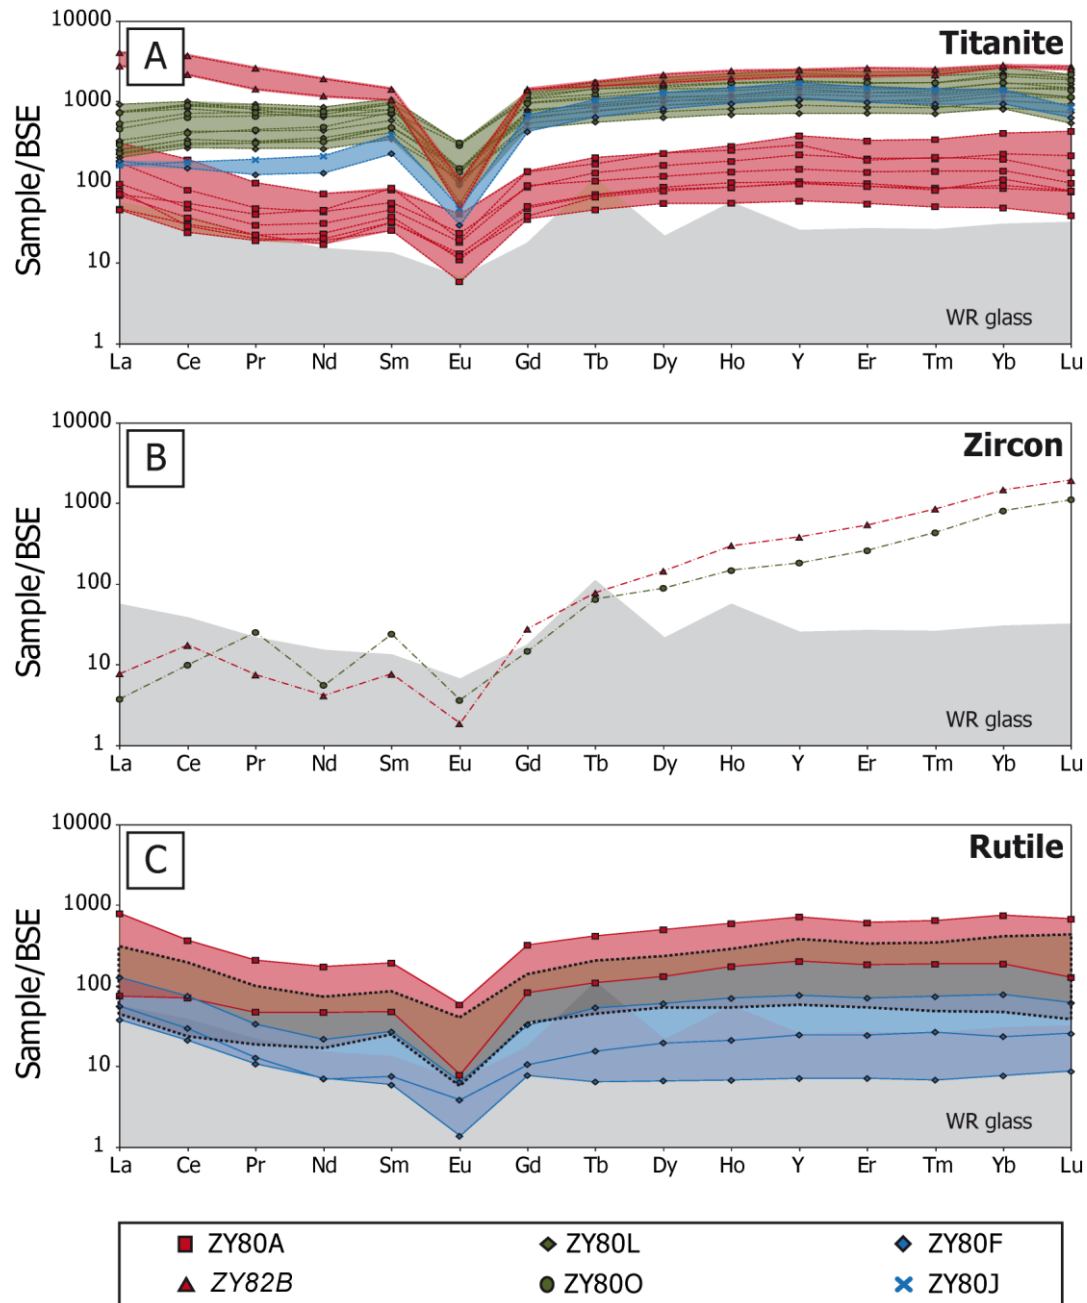 A
Titanite
Sample/BSE
10000
1000
100
10
1
WR glass
La Ce Pr Nd Sm Eu Gd Tb Dy Ho Y Er Tm Yb Lu
B
Zircon
Sample/BSE
10000
1000
100
10
1
WR glass
La Ce Pr Nd Sm Eu Gd Tb Dy Ho Y Er Tm Yb Lu
C
Rutile
Sample/BSE
10000
1000
100
10
1
WR glass
La Ce Pr Nd Sm Eu Gd Tb Dy Ho Y Er Tm Yb Lu
ZY80A ZY80L ZY80F
ZY82B ZY80O ZY80J